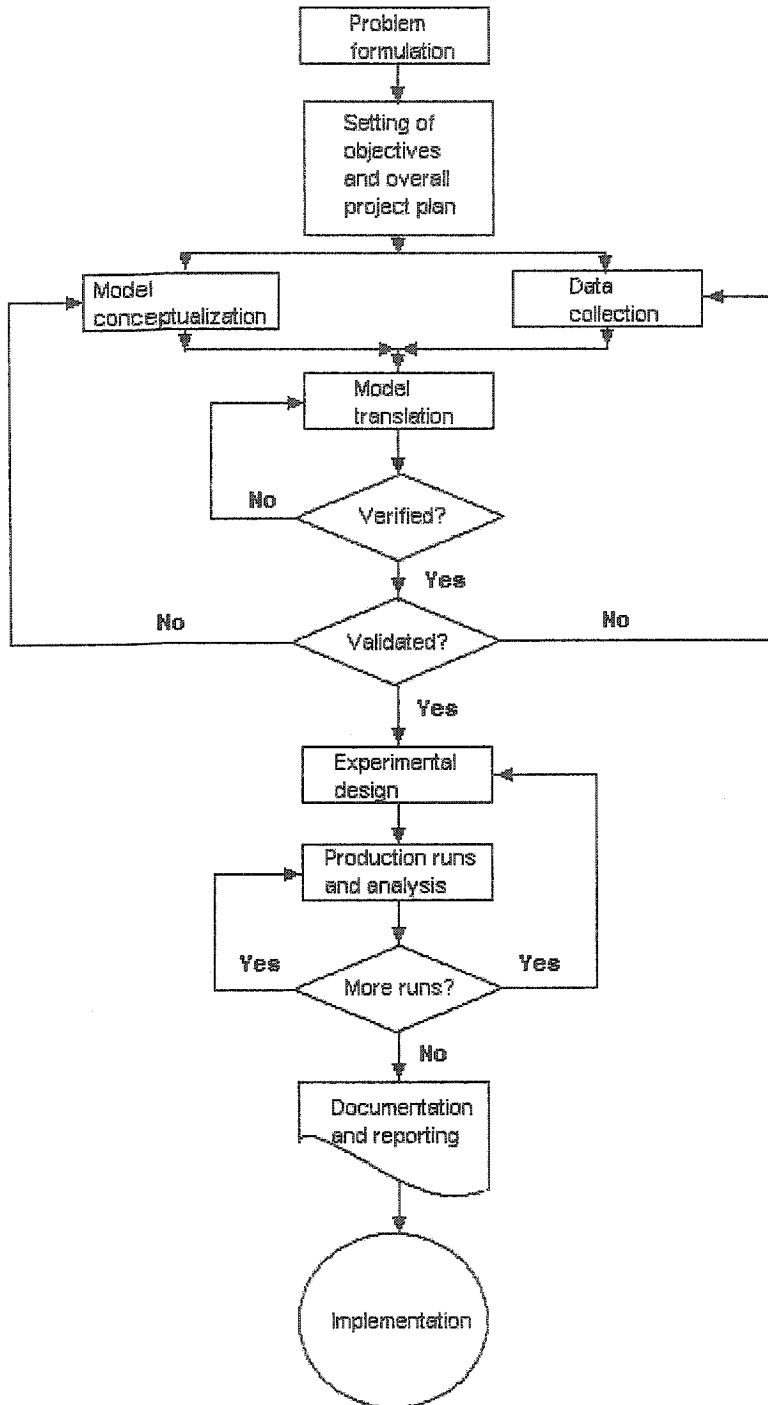 Problem
formulation
Setting of
objectives
and overall
project plan
Model
conceptualization
Data
collection
Model
translation
No
Verified?
Yes
No
Validated?
No
Yes
Experimental
design
Production runs
and analysis
Yes
More runs?
Yes
No
Documentation
and reporting
Implementation